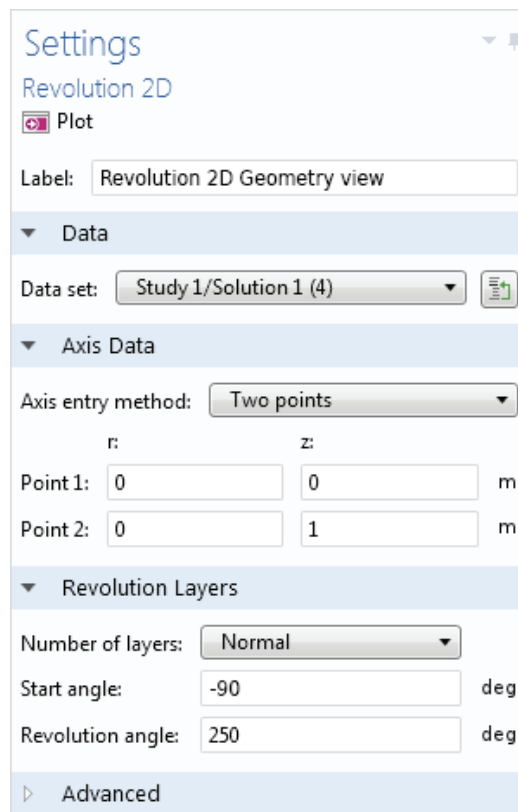 Settings
Revolution 2D
Plot
Label: Revolution 2D Geometry view
Data
Data set: Study 1/Solution 1 (4)
Axis Data
Axis entry method: Two points
r: z:
Point 1: 0 0 m
Point 2: 0 1 m
Revolution Layers
Number of layers: Normal
Start angle: -90 deg
Revolution angle: 250 deg
Advanced